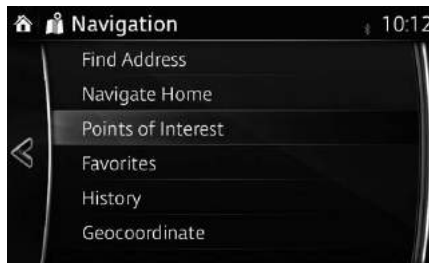 Navigation 10:12
Find Address
Navigate Home
Points of Interest
Favorites
History
Geocoordinate